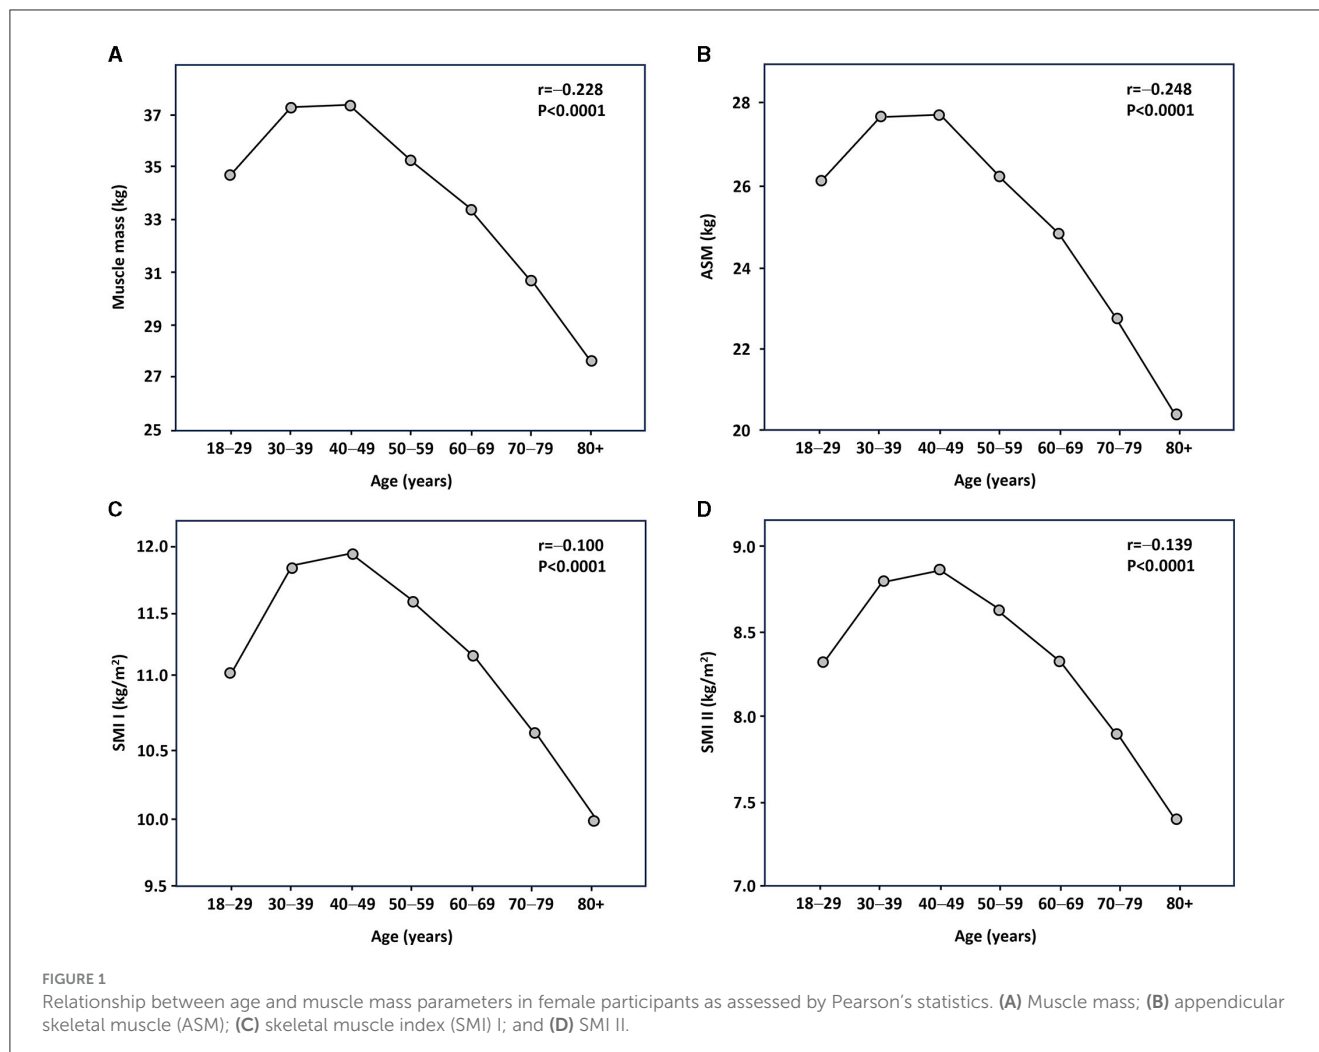 A
r=–0.228
P<0.0001
Muscle mass (kg)
37
35
33
31
29
27
25
18–29 30–39 40–49 50–59 60–69 70–79 80+
Age (years)
B
r=–0.248
P<0.0001
ASM (kg)
28
26
24
22
20
18–29 30–39 40–49 50–59 60–69 70–79 80+
Age (years)
C
r=–0.100
P<0.0001
SMI I (kg/m²)
12.0
11.5
11.0
10.5
10.0
9.5
18–29 30–39 40–49 50–59 60–69 70–79 80+
Age (years)
D
r=–0.139
P<0.0001
SMI II (kg/m²)
9.0
8.5
8.0
7.5
7.0
18–29 30–39 40–49 50–59 60–69 70–79 80+
Age (years)
FIGURE 1
Relationship between age and muscle mass parameters in female participants as assessed by Pearson’s statistics. (A) Muscle mass; (B) appendicular
skeletal muscle (ASM); (C) skeletal muscle index (SMI) I; and (D) SMI II.